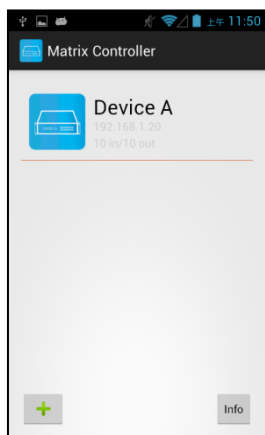 上午 11:50
Matrix Controller
Device A
192.168.1.20
10 in/10 out
Info